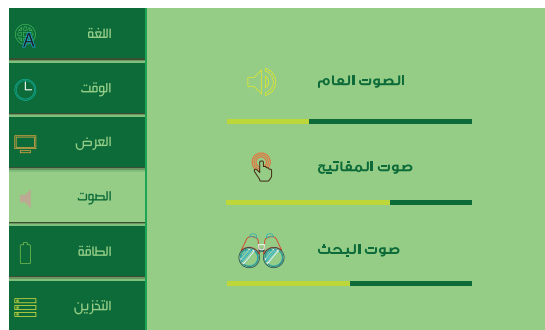 اللغة
الوقت
العرض
الصوت
الطاقة
التخزين
الصوت العام
صوت المفاتيح
صوت البحث